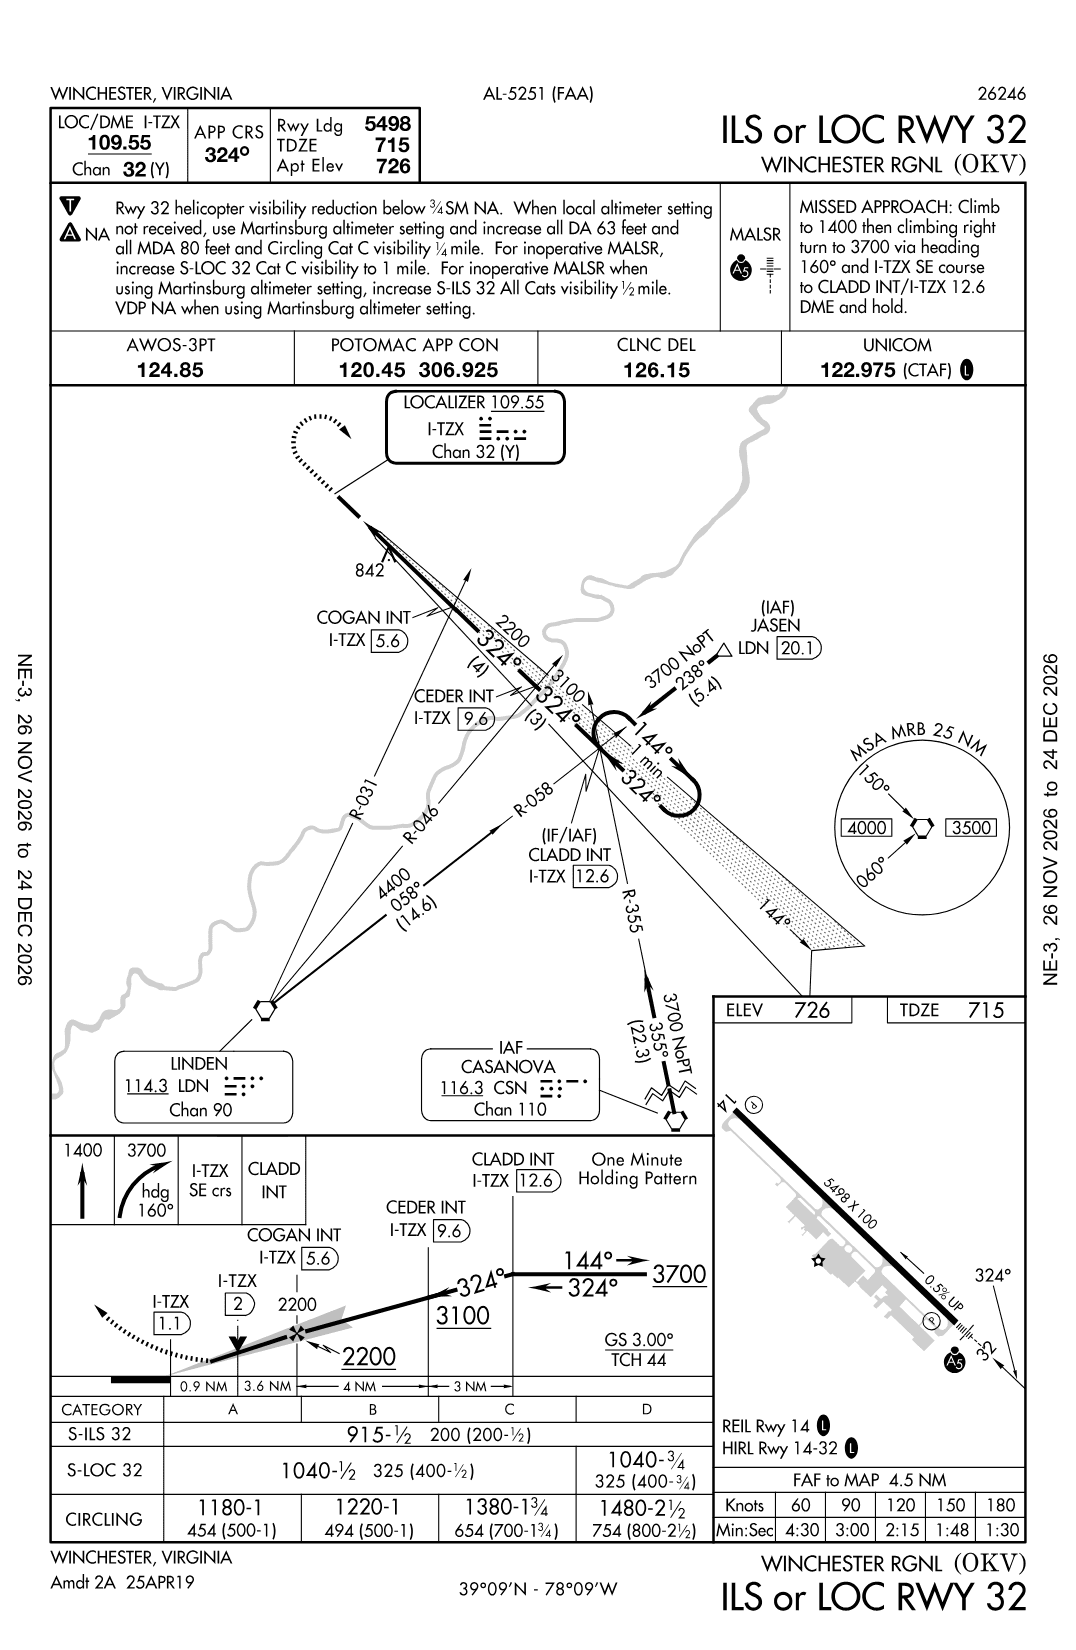 WINCHESTER, VIRGINIA
AL-5251 (FAA)
26246
LOC/DME I-TZX
109.55
Chan 32 (Y)
APP CRS
324°
Rwy Ldg 5498
TDZE 715
Apt Elev 726
ILS or LOC RWY 32
WINCHESTER RGNL (OKV)
T
A NA
Rwy 32 helicopter visibility reduction below ¾ SM NA. When local altimeter setting
not received, use Martinsburg altimeter setting and increase all DA 63 feet and
all MDA 80 feet and Circling Cat C visibility ¼ mile. For inoperative MALSR,
increase S-LOC 32 Cat C visibility to 1 mile. For inoperative MALSR when
using Martinsburg altimeter setting, increase S-ILS 32 All Cats visibility ½ mile.
VDP NA when using Martinsburg altimeter setting.
MALSR
A5
MISSED APPROACH: Climb
to 1400 then climbing right
turn to 3700 via heading
160° and I-TZX SE course
to CLADD INT/I-TZX 12.6
DME and hold.
AWOS-3PT
124.85
POTOMAC APP CON
120.45 306.925
CLNC DEL
126.15
UNICOM
122.975 (CTAF) L
LOCALIZER 109.55
I-TZX
Chan 32 (Y)
842
COGAN INT
I-TZX 5.6
2200
324°
(4)
CEDER INT
I-TZX 9.6
3100
324°
(3)
(IAF)
JASEN
LDN 20.1
3700 NoPT
238°
(5.4)
144°
1 min
324°
(IF/IAF)
CLADD INT
I-TZX 12.6
R-031
R-046
R-058
4400
058°
(14.6)
R-355
3700 NoPT
355°
(22.3)
144°
MSA MRB 25 NM
150°
4000
3500
060°
LINDEN
114.3 LDN
Chan 90
IAF
CASANOVA
116.3 CSN
Chan 110
ELEV 726
TDZE 715
14
P
5498 X 100
0.5% UP
324°
P
32
A5
REIL Rwy 14 L
HIRL Rwy 14-32 L
1400
3700
hdg
160°
I-TZX
SE crs
CLADD
INT
CLADD INT
I-TZX 12.6
One Minute
Holding Pattern
CEDER INT
I-TZX 9.6
COGAN INT
I-TZX 5.6
I-TZX
2
2200
I-TZX
1.1
144°
324°
3700
324°
3100
2200
GS 3.00°
TCH 44
0.9 NM
3.6 NM
4 NM
3 NM
CATEGORY A B C D
S-ILS 32 915-½ 200 (200-½)
S-LOC 32 1040-½ 325 (400-½) 1040-¾
325 (400-¾)
CIRCLING 1180-1 1220-1 1380-1¾ 1480-2½
454 (500-1) 494 (500-1) 654 (700-1¾) 754 (800-2½)
FAF to MAP 4.5 NM
Knots 60 90 120 150 180
Min:Sec 4:30 3:00 2:15 1:48 1:30
WINCHESTER, VIRGINIA
Amdt 2A 25APR19
39°09'N - 78°09'W
WINCHESTER RGNL (OKV)
ILS or LOC RWY 32
NE-3, 26 NOV 2026 to 24 DEC 2026
NE-3, 26 NOV 2026 to 24 DEC 2026